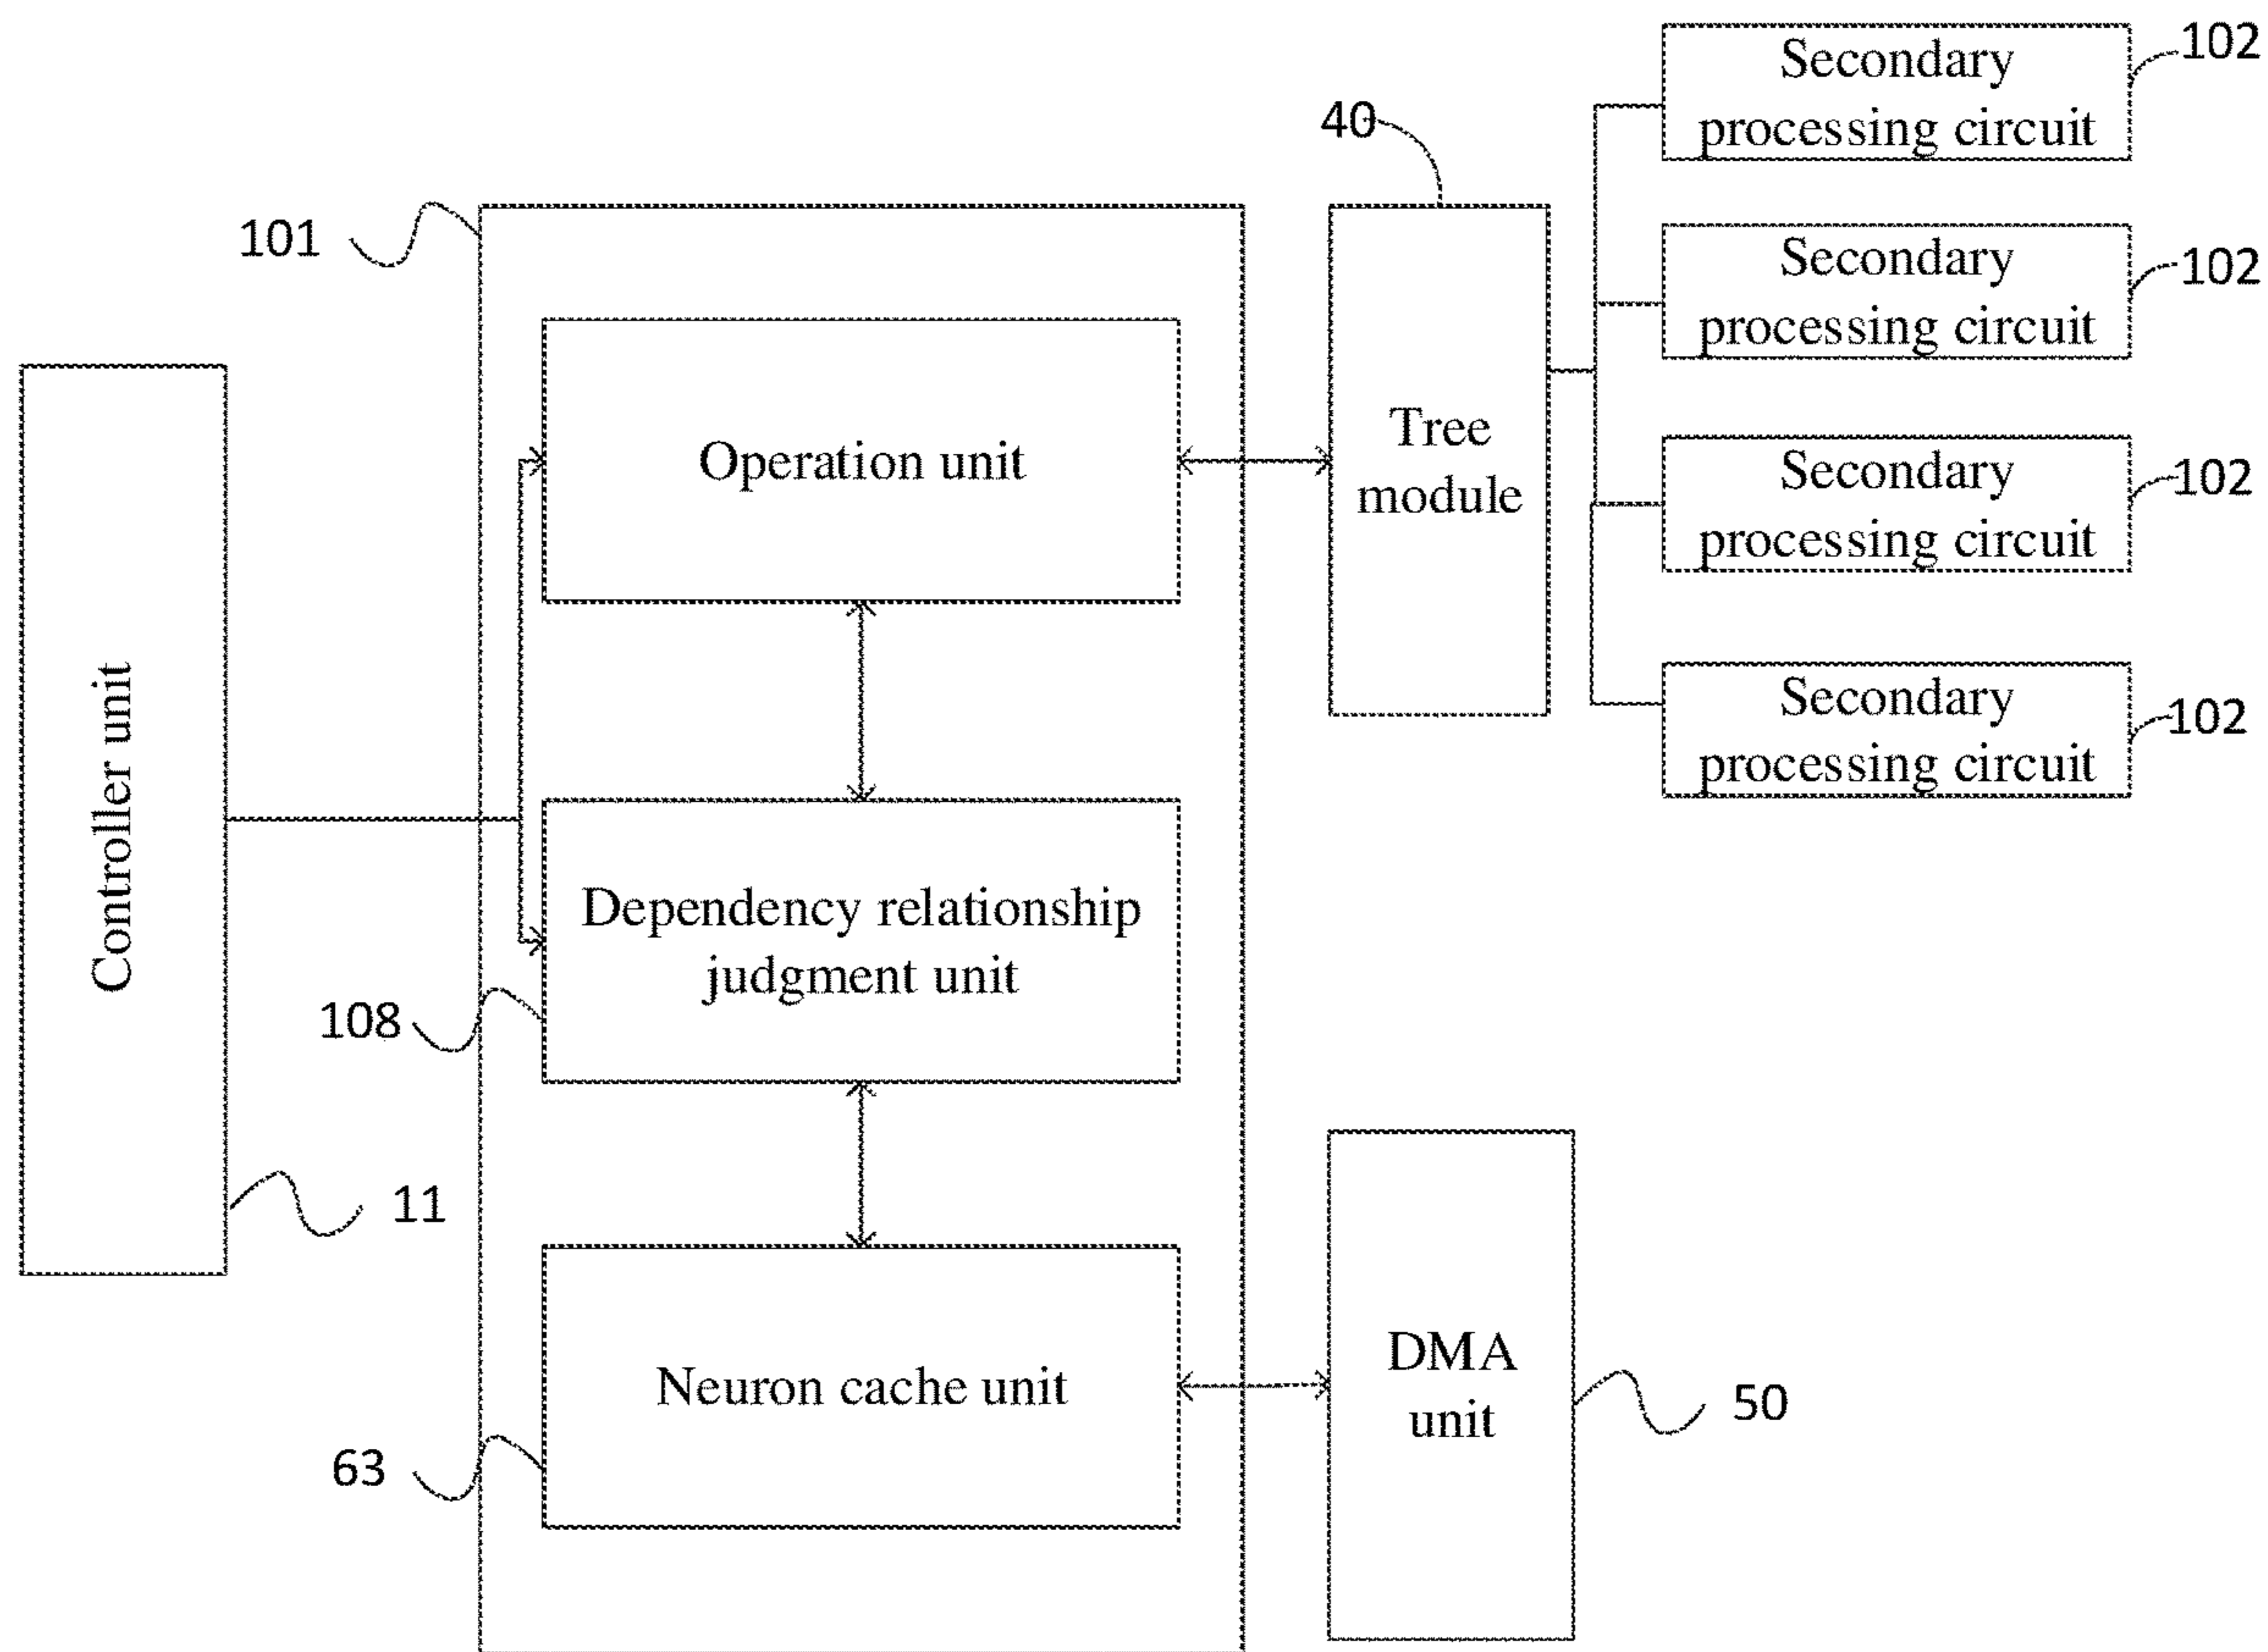 Secondary
processing circuit
102
40
Secondary
processing circuit
102
101
Operation unit
Tree
module
Secondary
processing circuit
102
Controller unit
Secondary
processing circuit
102
Dependency relationship
judgment unit
108
11
Neuron cache unit
DMA
unit
63
50